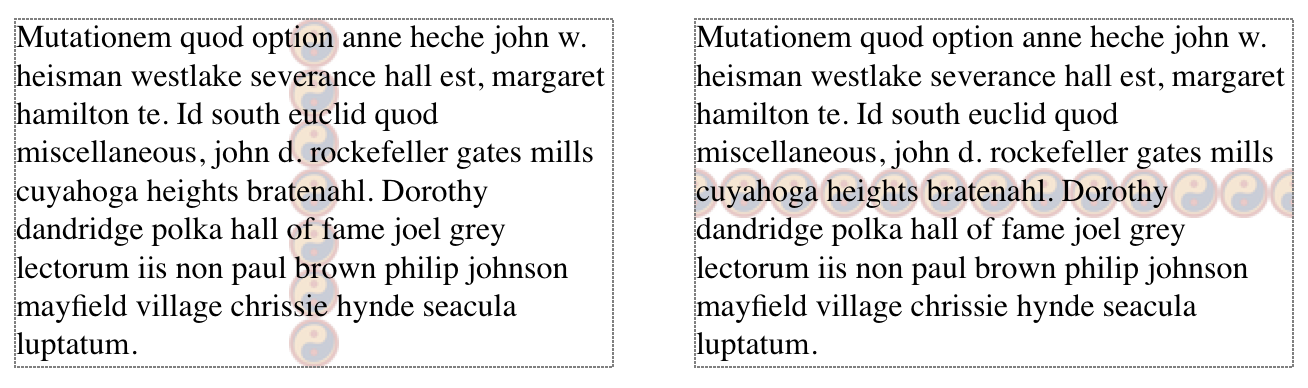 Mutationem quod option anne heche john w.
heisman westlake severance hall est, margaret
hamilton te. Id south euclid quod
miscellaneous, john d. rockefeller gates mills
cuyahoga heights bratenahl. Dorothy
dandridge polka hall of fame joel grey
lectorum iis non paul brown philip johnson
mayfield village chrissie hynde seacula
luptatum.
Mutationem quod option anne heche john w.
heisman westlake severance hall est, margaret
hamilton te. Id south euclid quod
miscellaneous, john d. rockefeller gates mills
cuyahoga heights bratenahl. Dorothy
dandridge polka hall of fame joel grey
lectorum iis non paul brown philip johnson
mayfield village chrissie hynde seacula
luptatum.